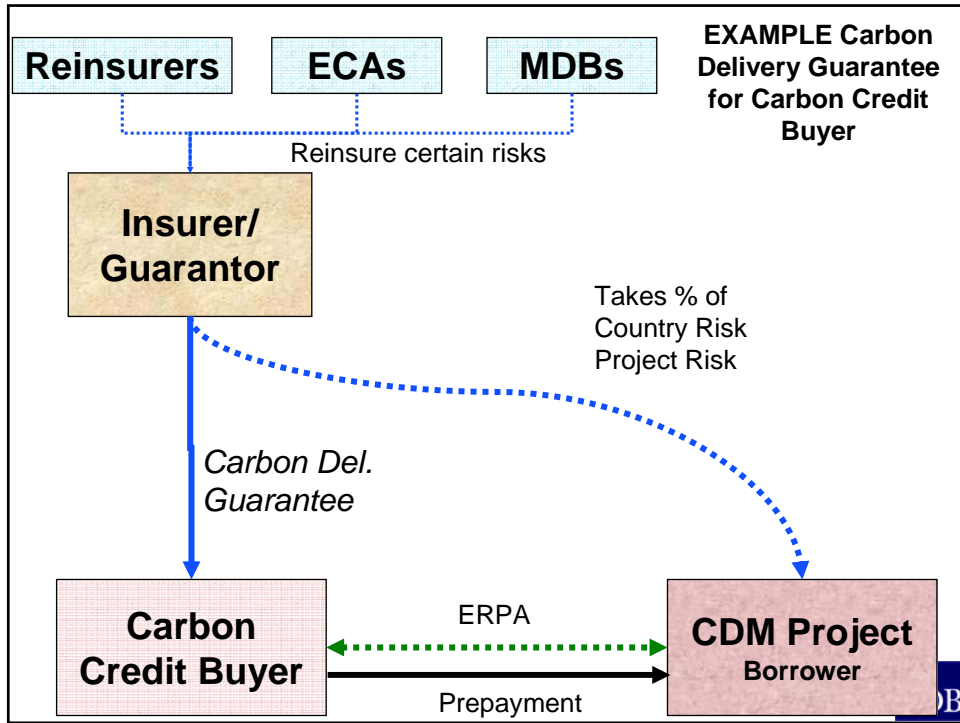 EXAMPLE Carbon
Delivery Guarantee
for Carbon Credit
Buyer
Reinsurers
ECAs
MDBs
Reinsure certain risks
Insurer/
Guarantor
Takes % of
Country Risk
Project Risk
Carbon Del.
Guarantee
Carbon
Credit Buyer
ERPA
Prepayment
CDM Project
Borrower